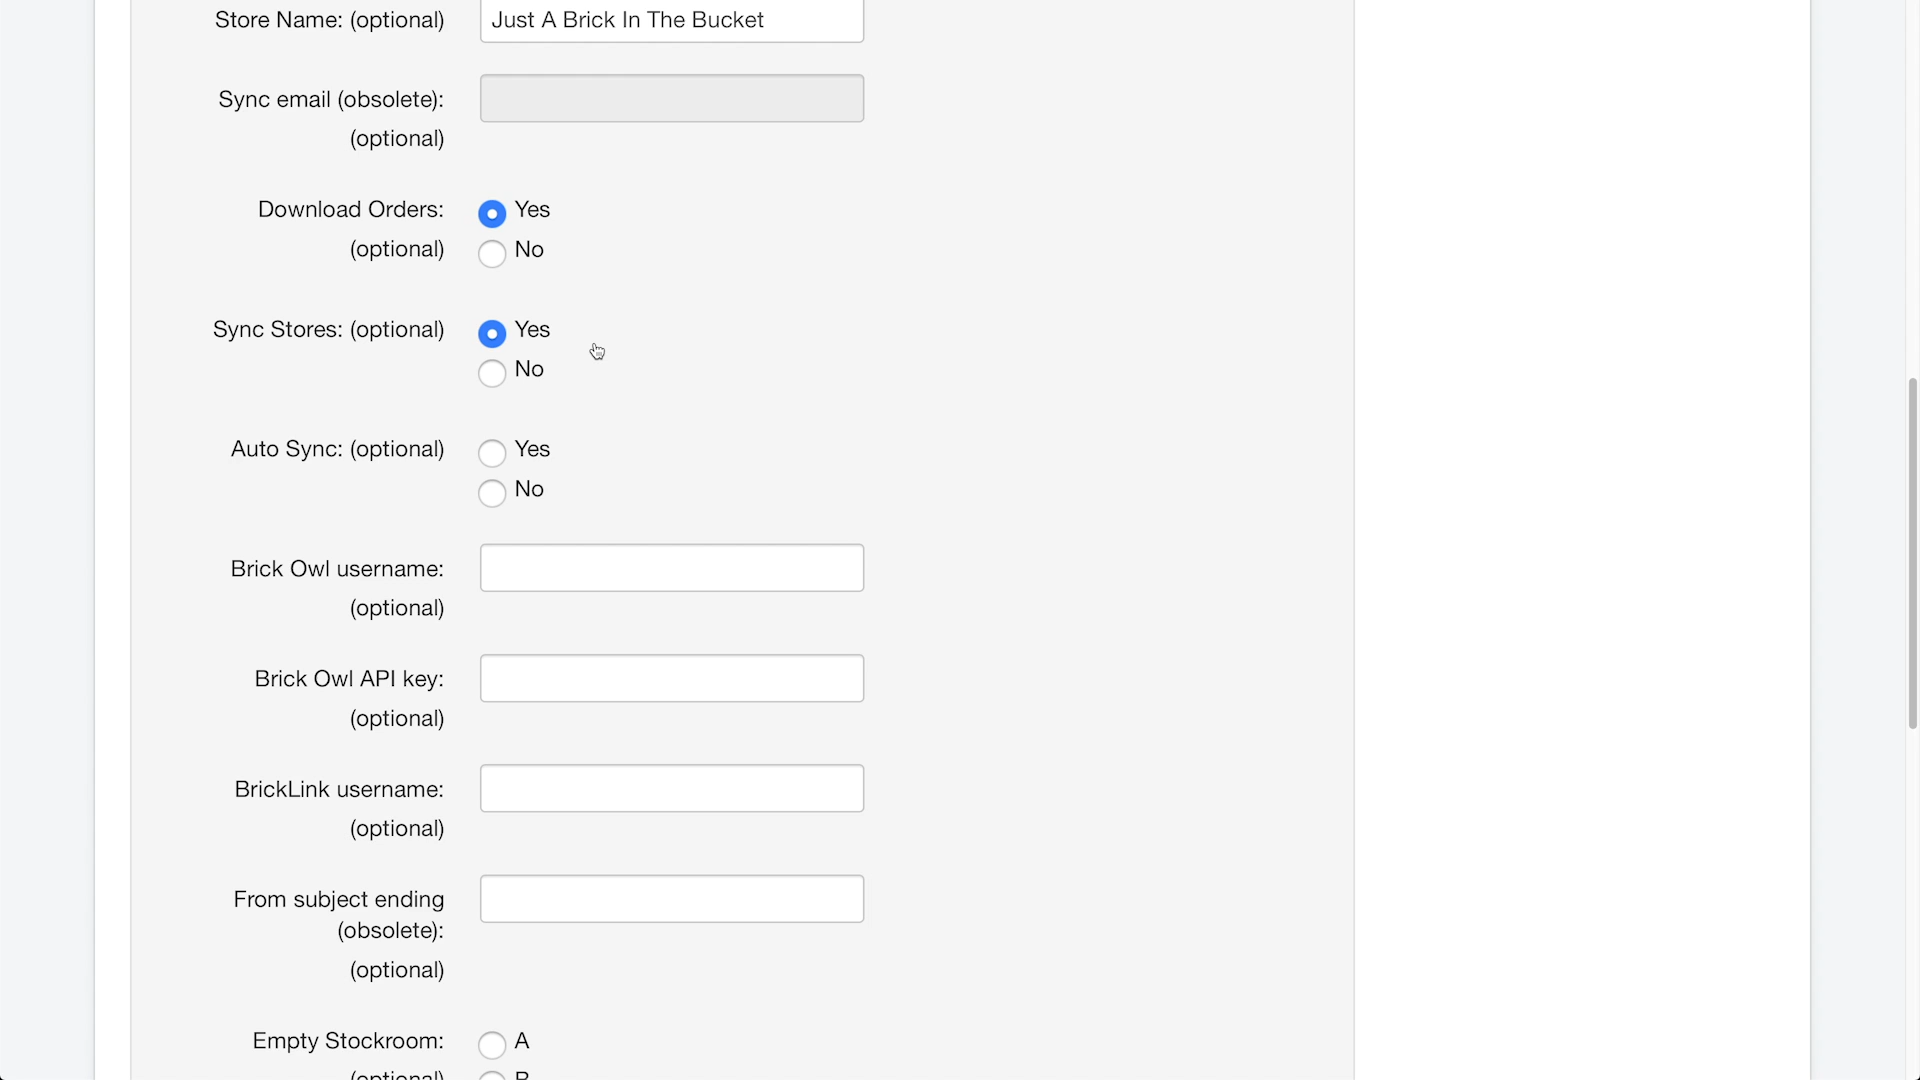 Store Name: (optional) Just A Brick In The Bucket
Sync email (obsolete):
(optional)
Download Orders: Yes
(optional) No
Sync Stores: (optional) Yes
No
Auto Sync: (optional) Yes
No
Brick Owl username:
(optional)
Brick Owl API key:
(optional)
BrickLink username:
(optional)
From subject ending
(obsolete):
(optional)
Empty Stockroom: A
(optional) B